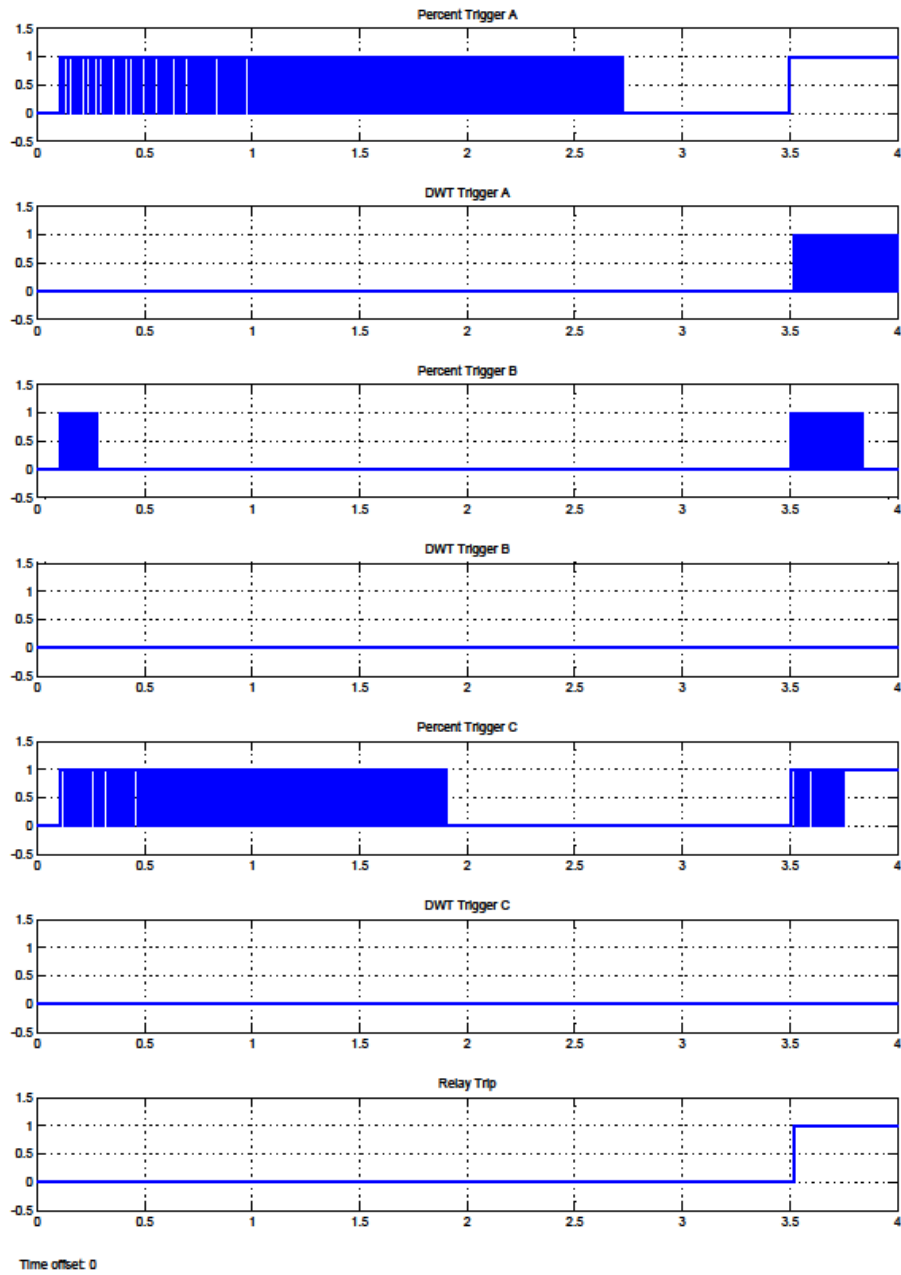 Percent Trigger A
1.5
1
0.5
0
-0.5
0 0.5 1 1.5 2 2.5 3 3.5 4
DWT Trigger A
1.5
1
0.5
0
-0.5
0 0.5 1 1.5 2 2.5 3 3.5 4
Percent Trigger B
1.5
1
0.5
0
-0.5
0 0.5 1 1.5 2 2.5 3 3.5 4
DWT Trigger B
1.5
1
0.5
0
-0.5
0 0.5 1 1.5 2 2.5 3 3.5 4
Percent Trigger C
1.5
1
0.5
0
-0.5
0 0.5 1 1.5 2 2.5 3 3.5 4
DWT Trigger C
1.5
1
0.5
0
-0.5
0 0.5 1 1.5 2 2.5 3 3.5 4
Relay Trip
1.5
1
0.5
0
-0.5
0 0.5 1 1.5 2 2.5 3 3.5 4
Time offset: 0